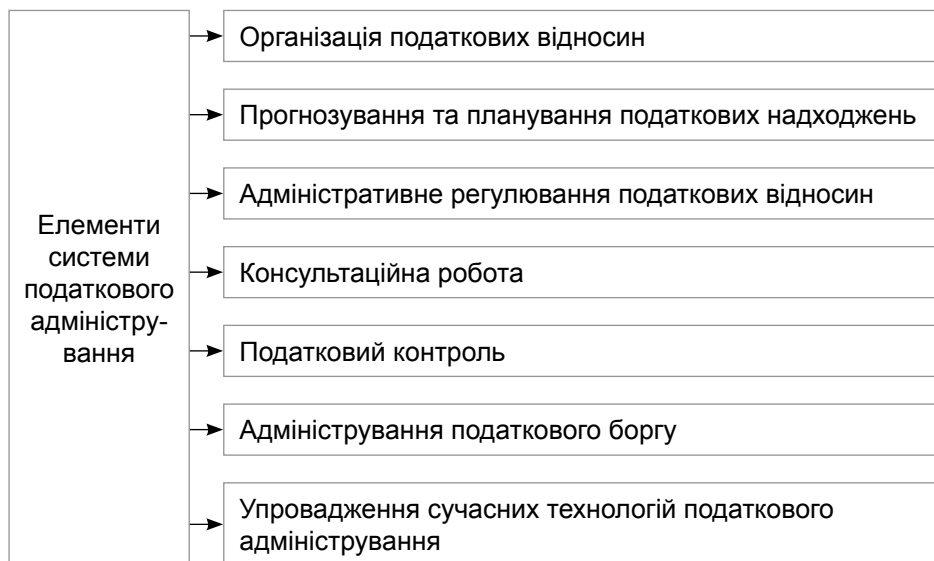 Елементи
системи
податкового
адміністру-
вання
Організація податкових відносин
Прогнозування та планування податкових надходжень
Адміністративне регулювання податкових відносин
Консультаційна робота
Податковий контроль
Адміністрування податкового боргу
Упровадження сучасних технологій податкового
адміністрування